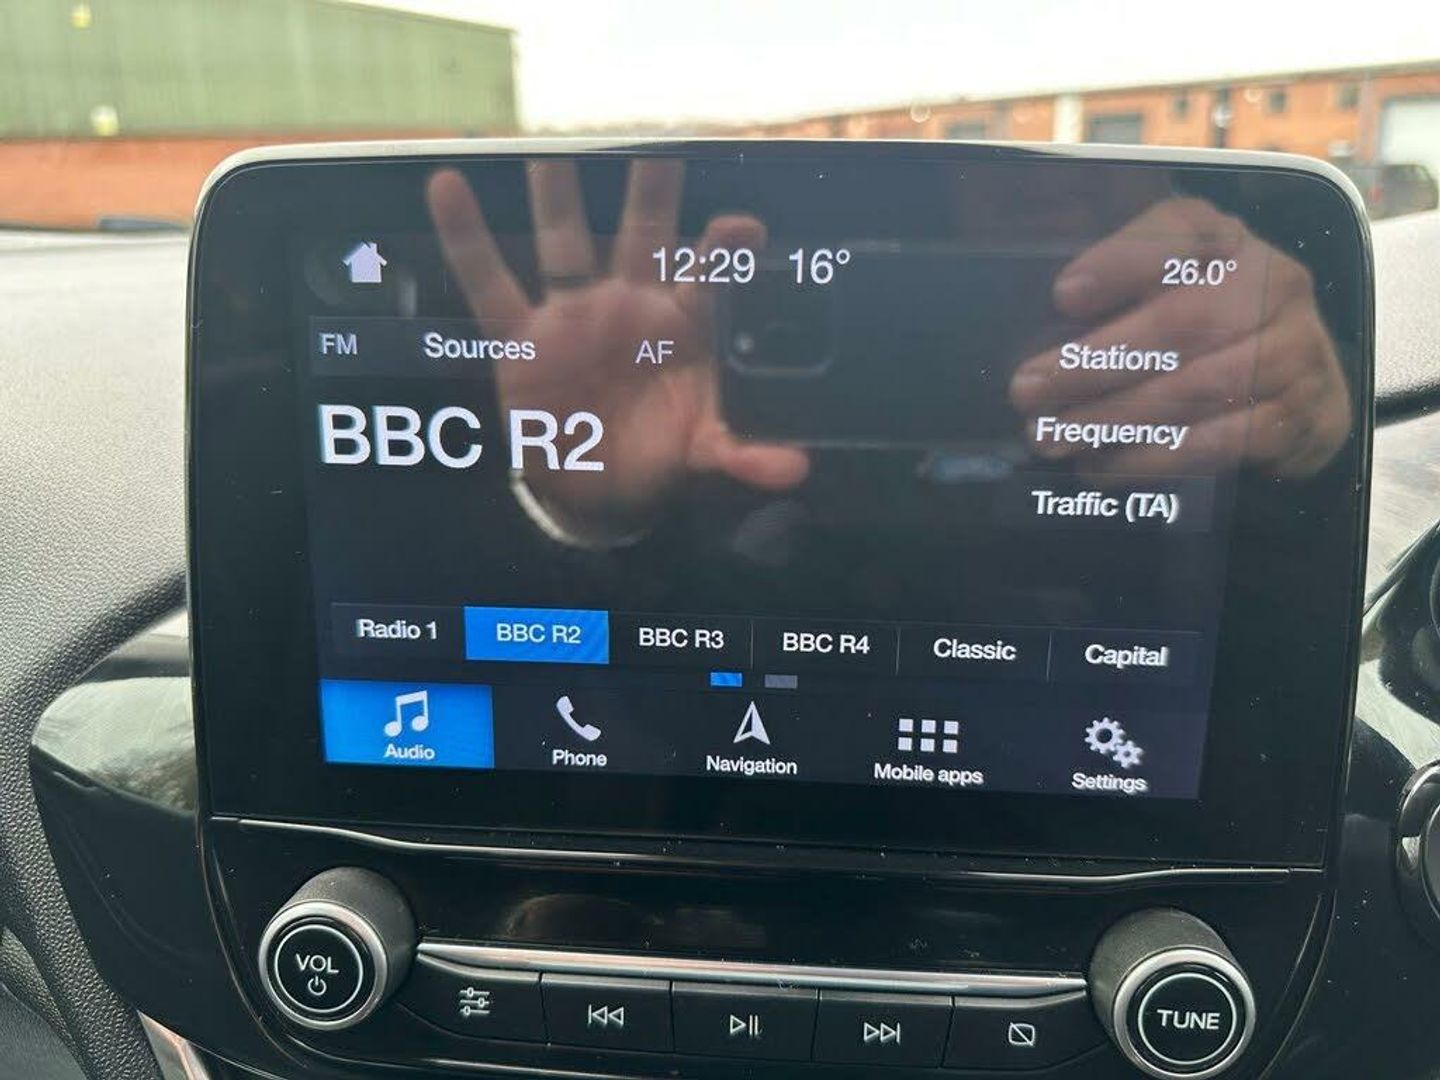 12:29 16° 26.0°
FM Sources AF Stations
BBC R2
Frequency
Traffic (TA)
Radio 1 BBC R2 BBC R3 BBC R4 Classic Capital
Audio Phone Navigation Mobile apps Settings
VOL TUNE